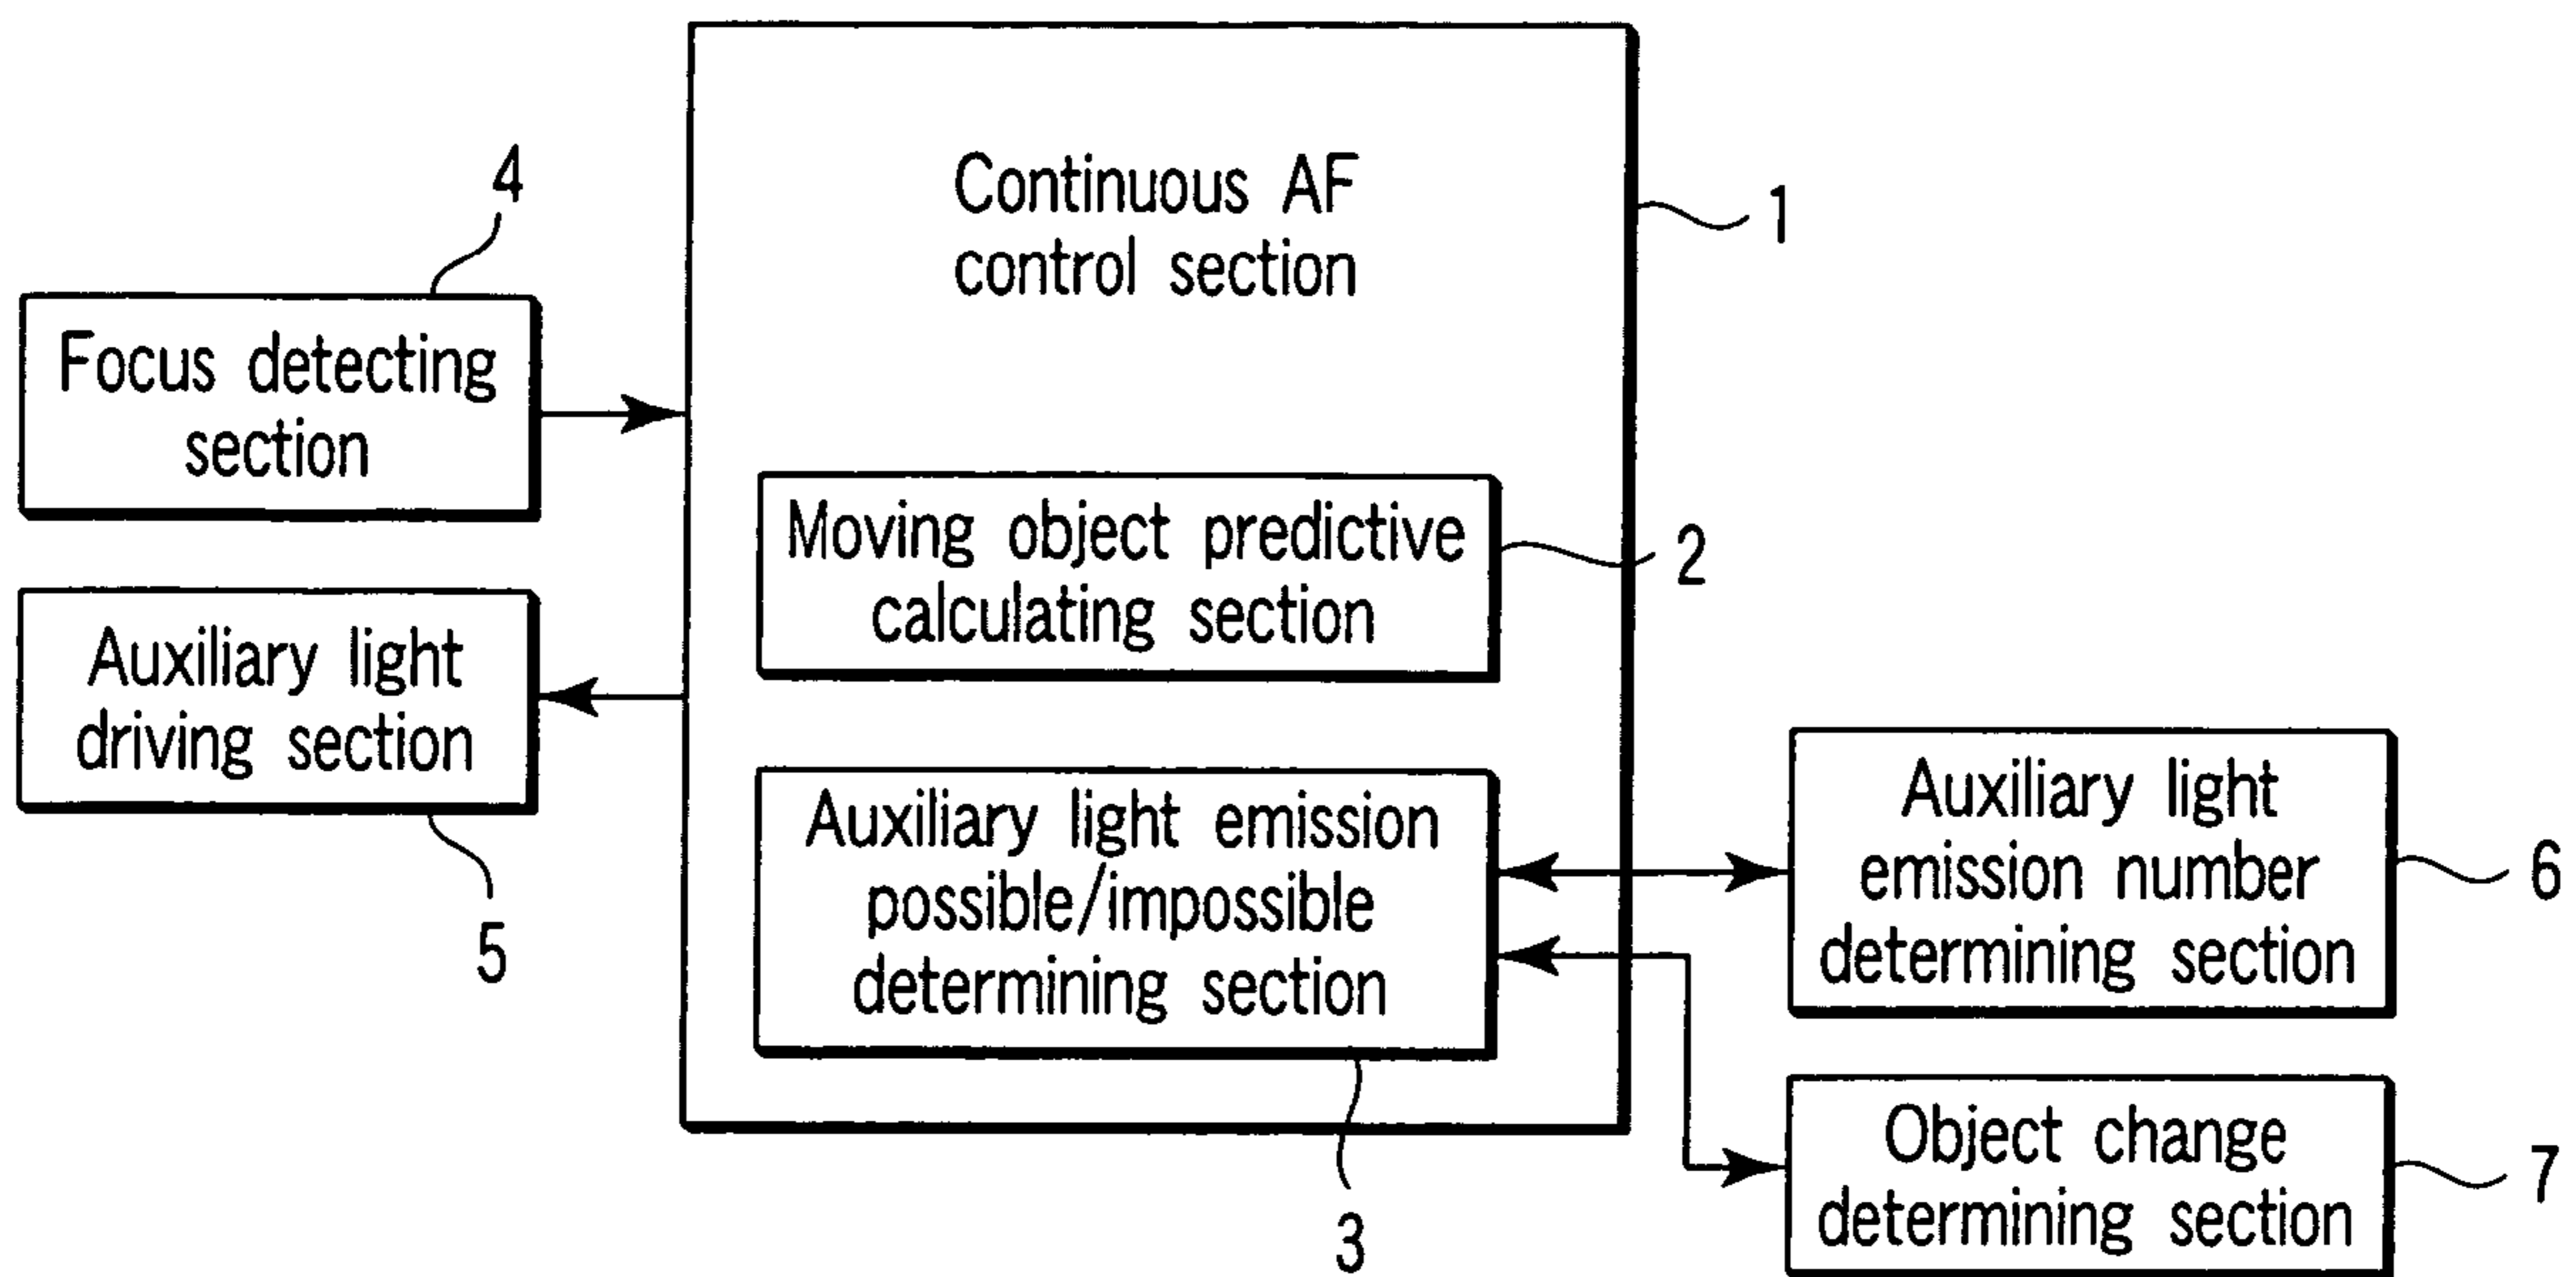 Continuous AF
control section
1
4
Focus detecting
section
Moving object predictive
calculating section
2
Auxiliary light
driving section
5
Auxiliary light emission
possible/impossible
determining section
3
Auxiliary light
emission number
determining section
6
Object change
determining section
7